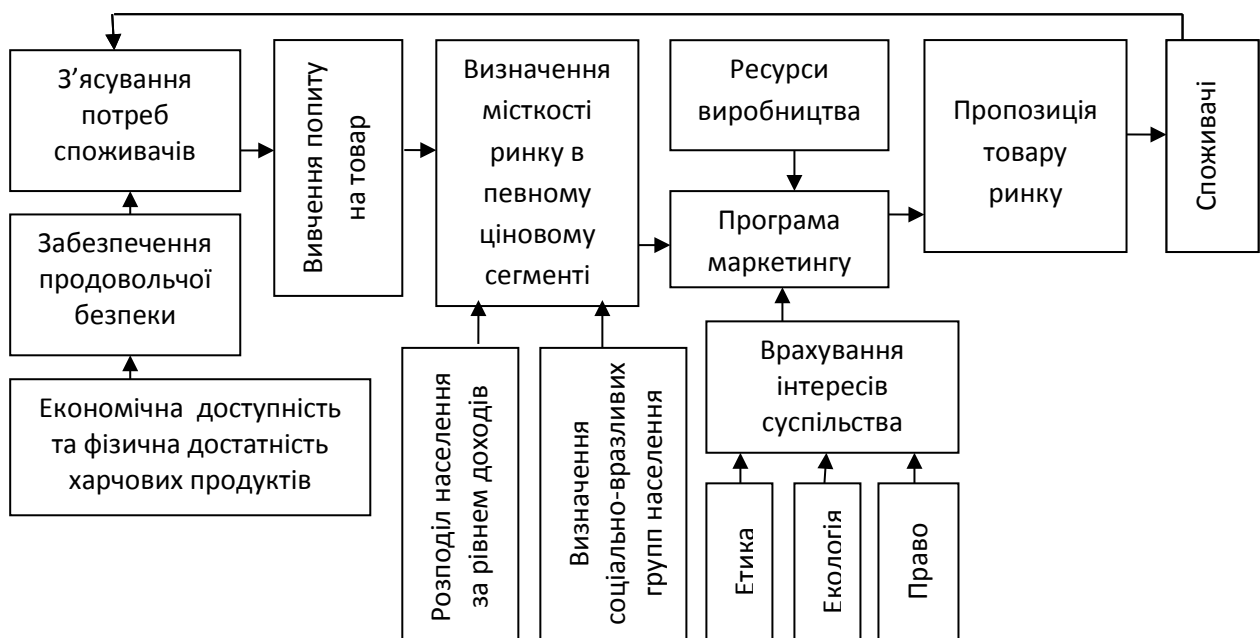 З’ясування
потреб
споживачів
Вивчення попиту
на товар
Визначення
місткості
ринку в
певному
ціновому
сегменті
Ресурси
виробництва
Пропозиція
товару
ринку
Споживачі
Програма
маркетингу
Забезпечення
продовольчої
безпеки
Економічна доступність
та фізична достатність
харчових продуктів
Розподіл населення
за рівнем доходів
Визначення
соціально-вразливих
групп населення
Врахування
інтересів
суспільства
Етика
Екологія
Право